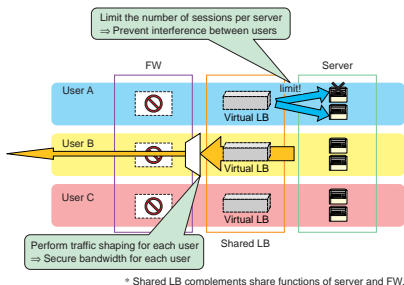 Limit the number of sessions per server
⇒ Prevent interference between users
limit!
FW
Server
User A
Virtual LB
User B
Virtual LB
User C
Virtual LB
Perform traffic shaping for each user
⇒ Secure bandwidth for each user
Shared LB
* Shared LB complements share functions of server and FW.